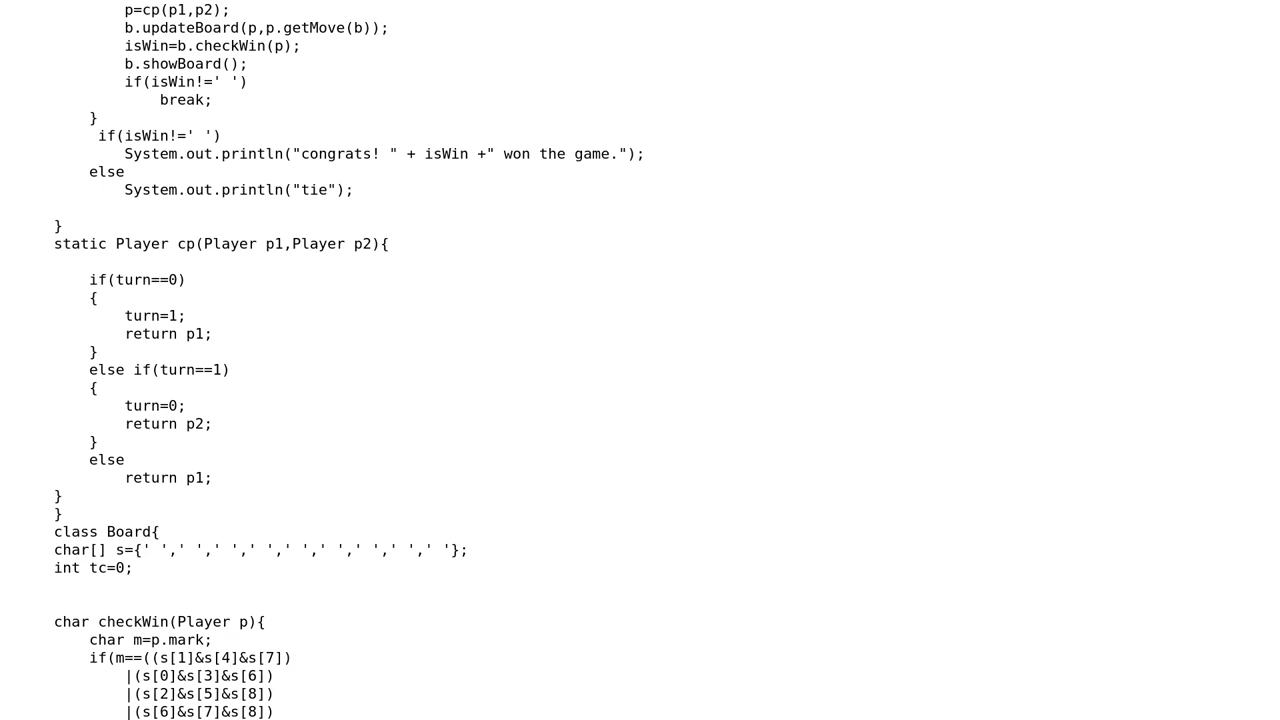 p=cp(p1,p2);
b.updateBoard(p,p.getMove(b));
isWin=b.checkWin(p);
b.showBoard();
if(isWin!=' ')
break;
}
if(isWin!=' ')
System.out.println("congrats! " + isWin +" won the game.");
else
System.out.println("tie");
}
static Player cp(Player p1,Player p2){
if(turn==0)
{
turn=1;
return p1;
}
else if(turn==1)
{
turn=0;
return p2;
}
else
return p1;
}
}
class Board{
char[] s={' ',' ',' ',' ',' ',' ',' ',' ',' '};
int tc=0;
char checkWin(Player p){
char m=p.mark;
if(m==((s[1]&s[4]&s[7])
|(s[0]&s[3]&s[6])
|(s[2]&s[5]&s[8])
|(s[6]&s[7]&s[8])